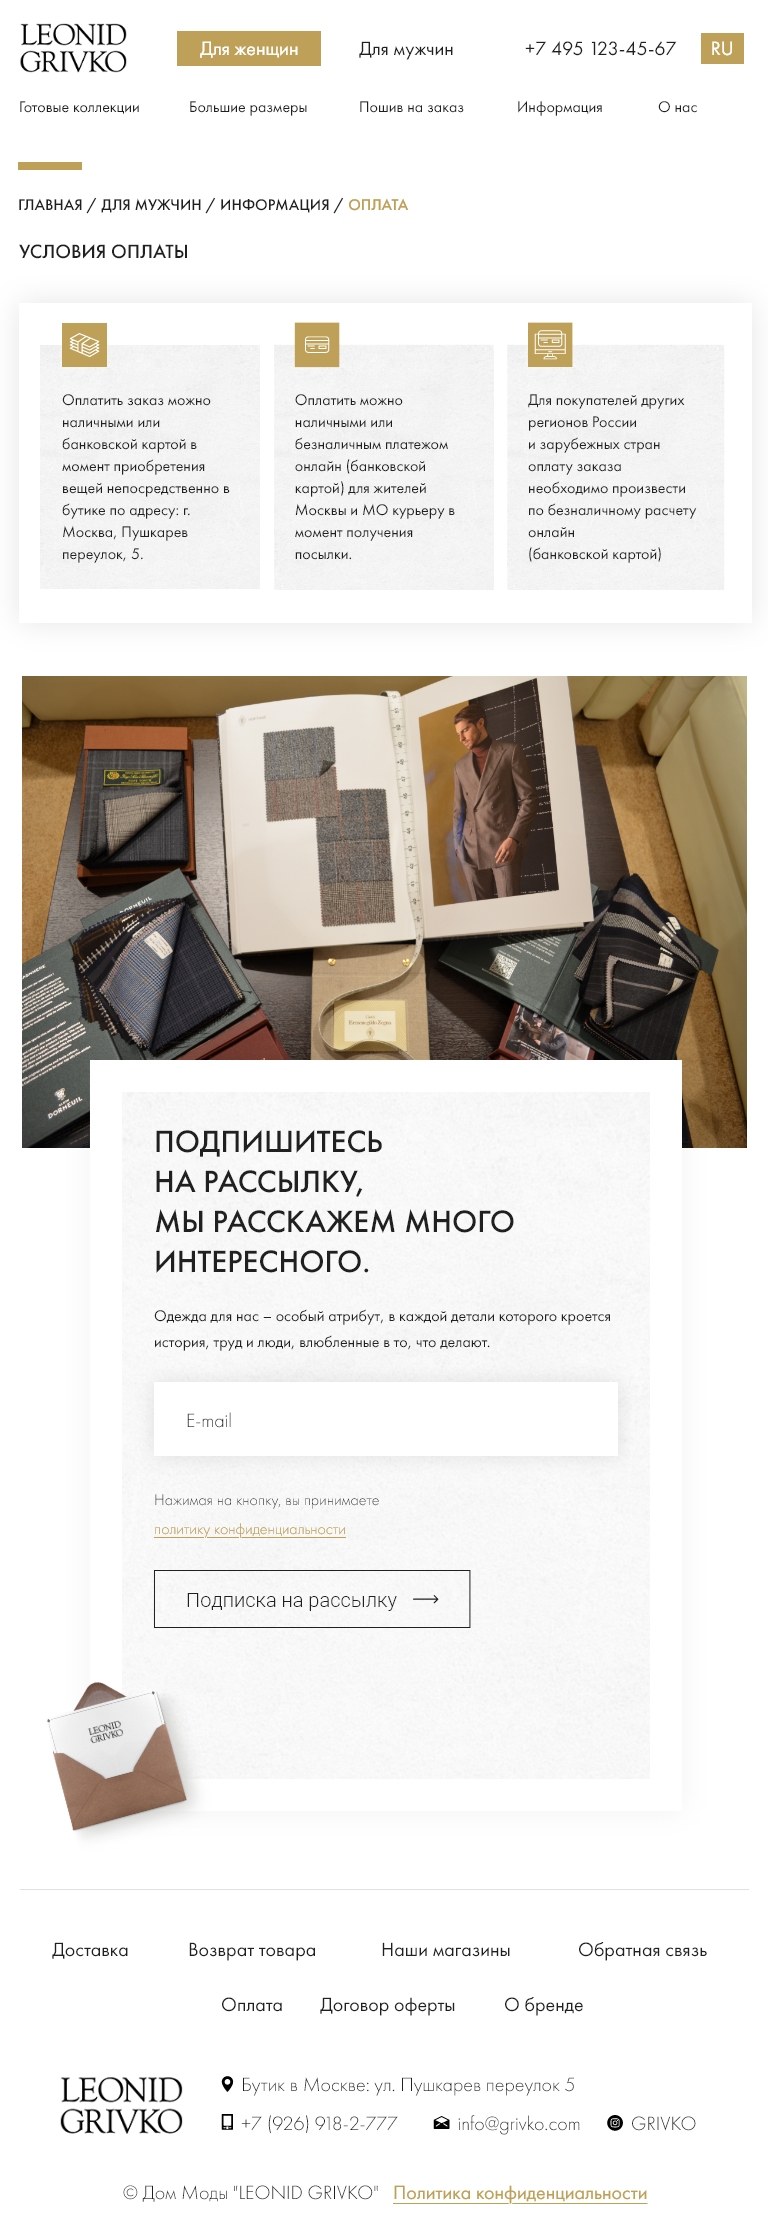 LEONID
GRIVKO
Для женщин
Для мужчин
+7 495 123-45-67
RU
Готовые коллекции
Большие размеры
Пошив на заказ
Информация
О нас
ГЛАВНАЯ / ДЛЯ МУЖЧИН / ИНФОРМАЦИЯ / ОПЛАТА
УСЛОВИЯ ОПЛАТЫ
Оплатить заказ можно
наличными или
банковской картой в
момент приобретения
вещей непосредственно в
бутике по адресу: г.
Москва, Пушкарев
переулок, 5.
Оплатить можно
наличными или
безналичным платежом
онлайн (банковской
картой) для жителей
Москвы и МО курьеру в
момент получения
посылки.
Для покупателей других
регионов России
и зарубежных стран
оплату заказа
необходимо произвести
по безналичному расчету
онлайн
(банковской картой)
DORMEUIL
Ermenegildo Zegna
DORMEUIL
ПОДПИШИТЕСЬ
НА РАССЫЛКУ,
МЫ РАССКАЖЕМ МНОГО
ИНТЕРЕСНОГО.
Одежда для нас – особый атрибут, в каждой детали которого кроется
история, труд и люди, влюбленные в то, что делают.
E-mail
Нажимая на кнопку, вы принимаете
политику конфиденциальности
Подписка на рассылку
LEONID
GRIVKO
Доставка
Возврат товара
Наши магазины
Обратная связь
Оплата
Договор оферты
О бренде
LEONID
GRIVKO
Бутик в Москве: ул. Пушкарев переулок 5
+7 (926) 918-2-777
info@grivko.com
GRIVKO
© Дом Моды "LEONID GRIVKO"
Политика конфиденциальности